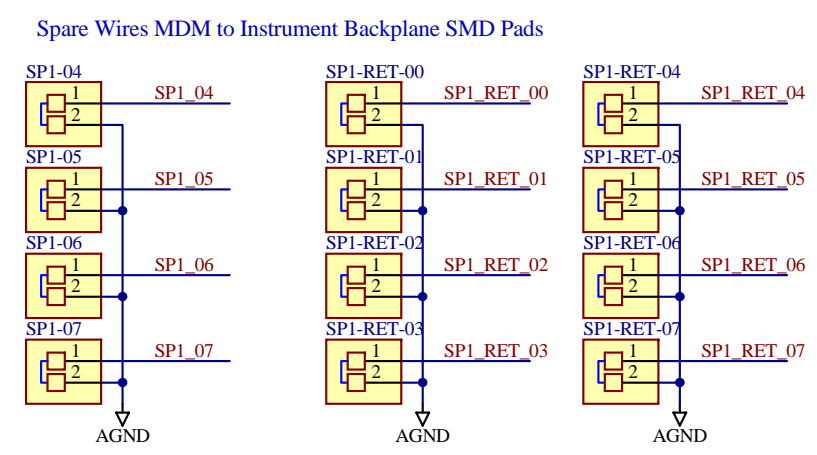 Spare Wires MDM to Instrument Backplane SMD Pads
SP1-04
1
SP1_04
2
SP1-05
1
SP1_05
2
SP1-06
1
SP1_06
2
SP1-07
1
SP1_07
2
AGND
SP1-RET-00
1
SP1_RET_00
2
SP1-RET-01
1
SP1_RET_01
2
SP1-RET-02
1
SP1_RET_02
2
SP1-RET-03
1
SP1_RET_03
2
AGND
SP1-RET-04
1
SP1_RET_04
2
SP1-RET-05
1
SP1_RET_05
2
SP1-RET-06
1
SP1_RET_06
2
SP1-RET-07
1
SP1_RET_07
2
AGND